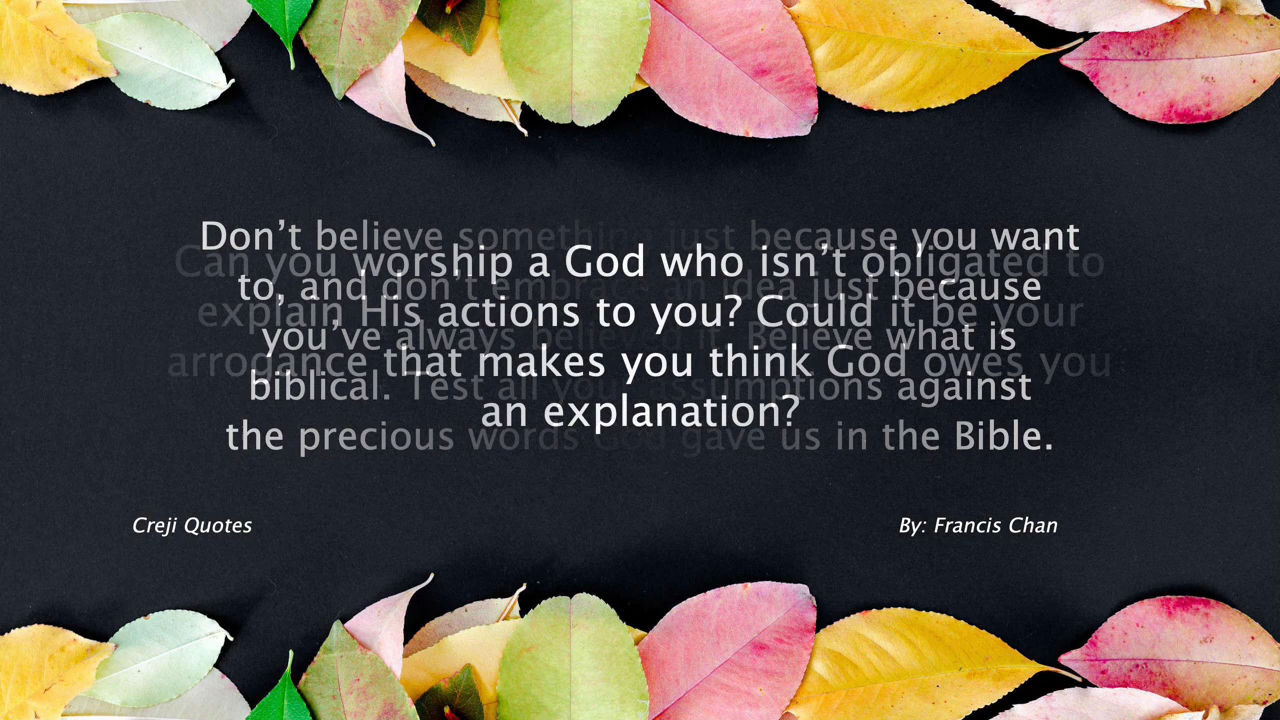 Don’t believe something just because you want
to, and don’t embrace an idea just because
you’ve always believed it. Believe what is
biblical. Test all your assumptions against
the precious words God gave us in the Bible.
Can you worship a God who isn’t obligated to
explain His actions to you? Could it be your
arrogance that makes you think God owes you
an explanation?
Creji Quotes
By: Francis Chan